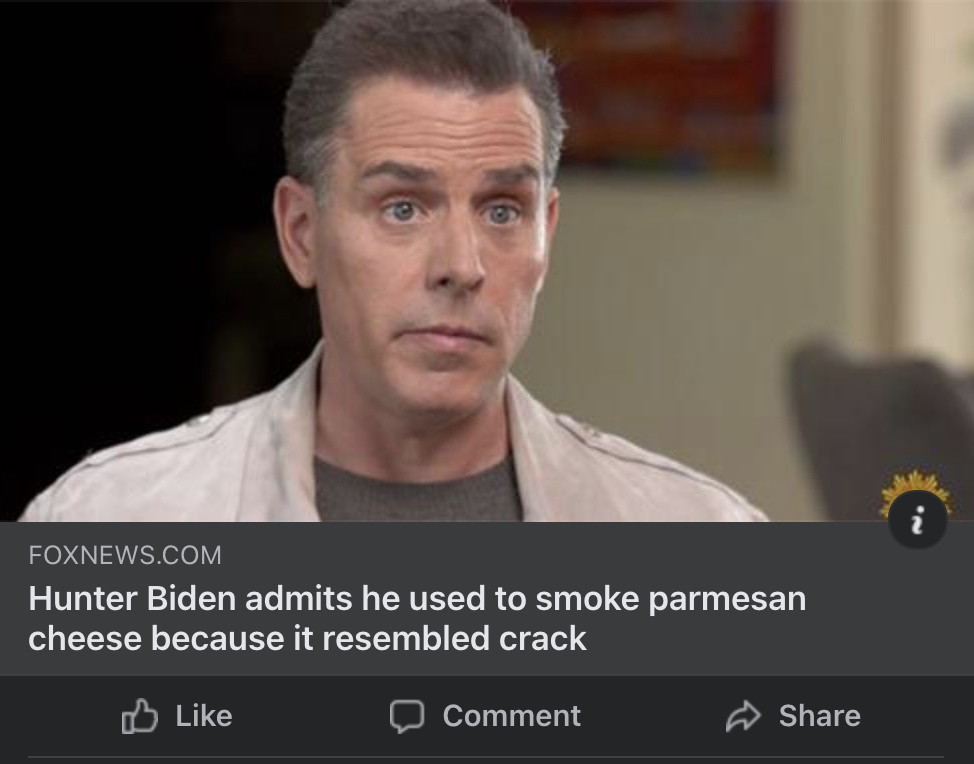 FOXNEWS.COM
Hunter Biden admits he used to smoke parmesan
cheese because it resembled crack
i
Like
Comment
Share